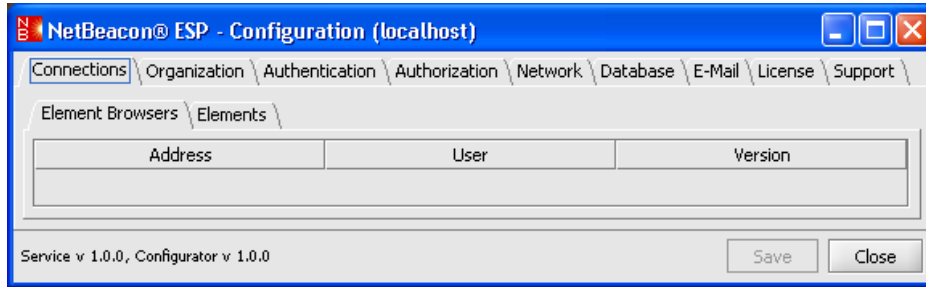 NetBeacon® ESP - Configuration (localhost)
Connections Organization Authentication Authorization Network Database E-Mail License Support
Element Browsers Elements
Address User Version
Service v 1.0.0, Configurator v 1.0.0 Save Close